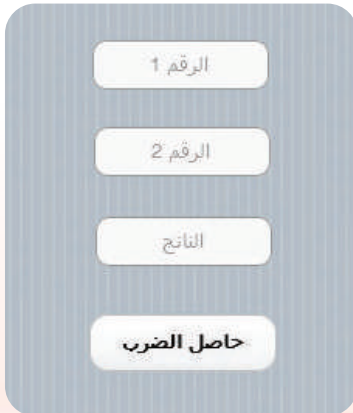 الرقم 1
الرقم 2
الناتج
حاصل الضرب